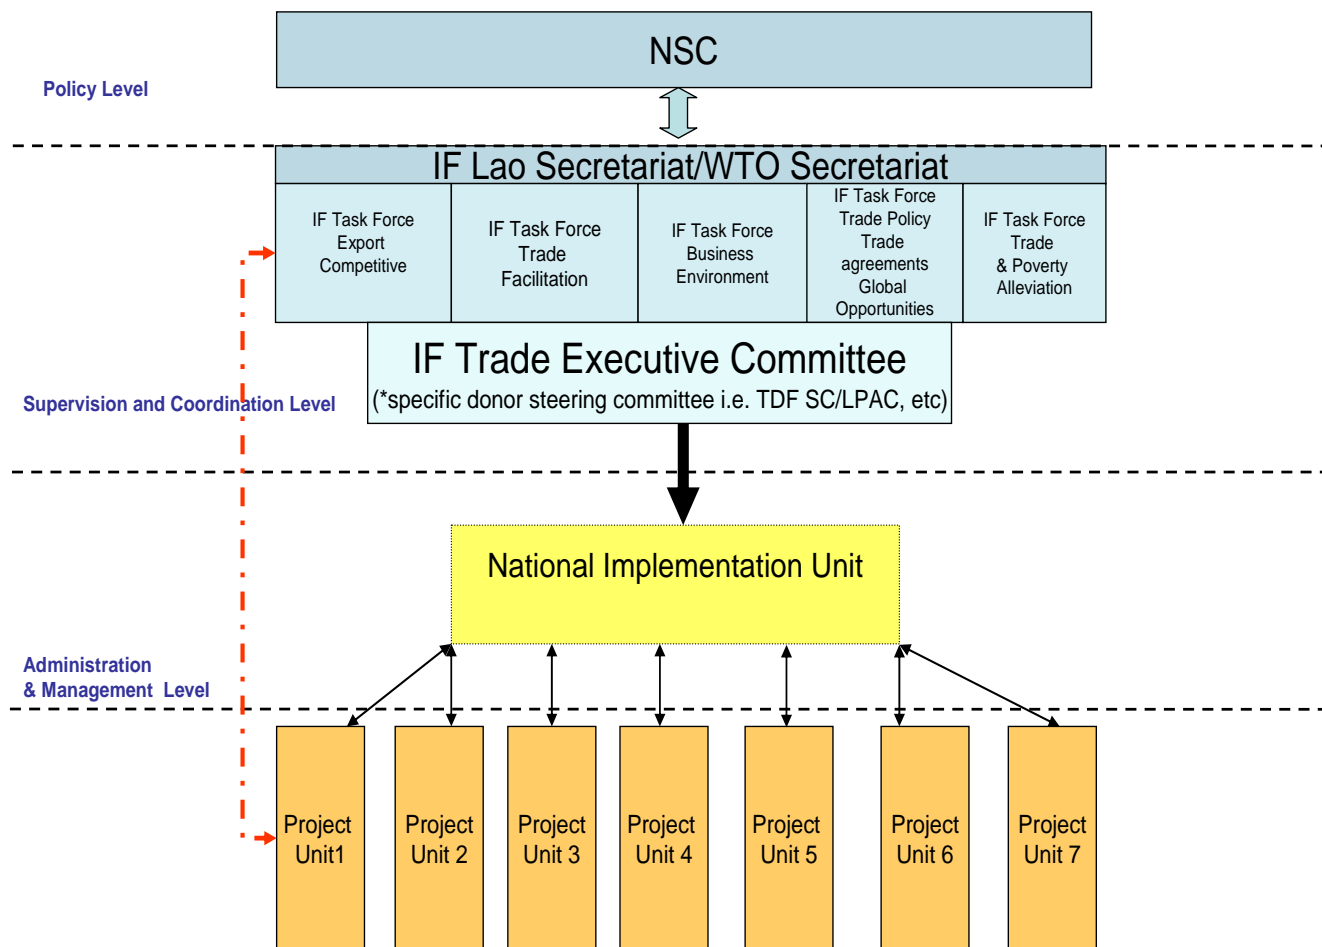 NSC
Policy Level
IF Lao Secretariat/WTO Secretariat
IF Task Force
Export
Competitive
IF Task Force
Trade
Facilitation
IF Task Force
Business
Environment
IF Task Force
Trade Policy
Trade
agreements
Global
Opportunities
IF Task Force
Trade
& Poverty
Alleviation
IF Trade Executive Committee
(*specific donor steering committee i.e. TDF SC/LPAC, etc)
Supervision and Coordination Level
National Implementation Unit
Administration
& Management Level
Project
Unit1
Project
Unit 2
Project
Unit 3
Project
Unit 4
Project
Unit 5
Project
Unit 6
Project
Unit 7